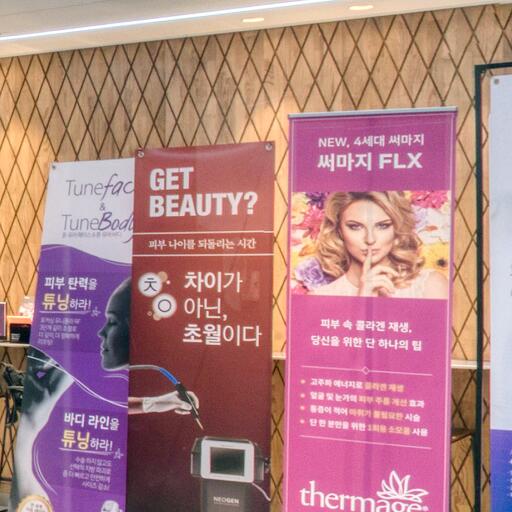 Tuneface
&
TuneBody
피부 탄력을
튜닝하라!
바디 라인을
튜닝하라!
GET
BEAUTY?
피부 나이를 되돌리는 시간
차이가
아닌,
초월이다
NEOGEN
NEW, 4세대 써마지
써마지 FLX
피부 속 콜라겐 재생,
당신을 위한 단 하나의 팁
고주파 에너지로 콜라겐 재생
얼굴 및 눈가의 피부 주름 개선 효과
통증이 적어 마취가 불필요한 시술
단 한 분만을 위한 1회용 소모품 사용
thermage